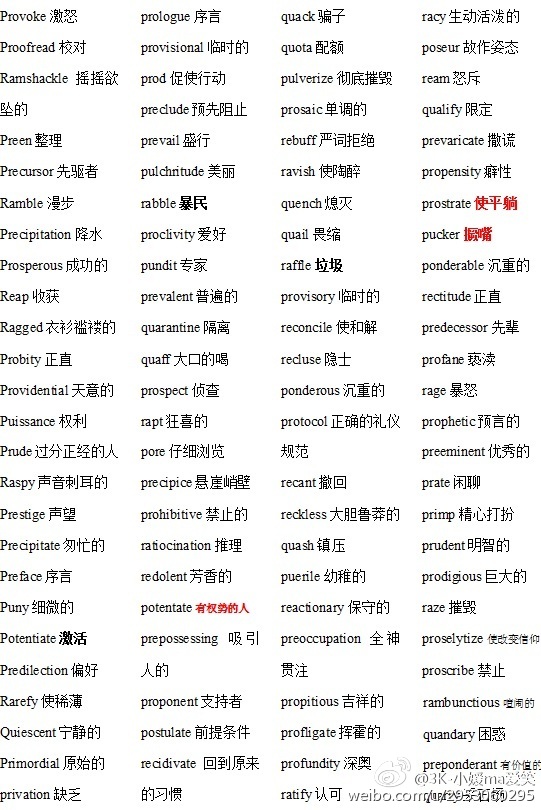 Provoke 激怒
Proofread 校对
Ramshackle 摇摇欲
坠的
Preen 整理
Precursor 先驱者
Ramble 漫步
Precipitation 降水
Prosperous 成功的
Reap 收获
Ragged 衣衫褴褛的
Probity 正直
Providential 天意的
Puissance 权利
Prude 过分正经的人
Raspy 声音刺耳的
Prestige 声望
Precipitate 匆忙的
Preface 序言
Puny 细微的
Potentiate 激活
Predilection 偏好
Rarefy 使稀薄
Quiescent 宁静的
Primordial 原始的
privation 缺乏
prologue 序言
provisional 临时的
prod 促使行动
preclude 预先阻止
prevail 盛行
pulchritude 美丽
rabble 暴民
proclivity 爱好
pundit 专家
prevalent 普遍的
quarantine 隔离
quaff 大口的喝
prospect 侦查
rapt 狂喜的
pore 仔细浏览
precipice 悬崖峭壁
prohibitive 禁止的
ratiocination 推理
redolent 芳香的
potentate 有权势的人
prepossessing 吸引
人的
proponent 支持者
postulate 前提条件
recidivate 回到原来
的习惯
quack 骗子
quota 配额
pulverize 彻底摧毁
prosaic 单调的
rebuff 严词拒绝
ravish 使陶醉
quench 熄灭
quail 畏缩
raffle 垃圾
provisory 临时的
reconcile 使和解
recluse 隐士
ponderous 沉重的
protocol 正确的礼仪
规范
recant 撤回
reckless 大胆鲁莽的
quash 镇压
puerile 幼稚的
reactionary 保守的
preoccupation 全神
贯注
propitious 吉祥的
profligate 挥霍的
profundity 深奥
ratify 认可
racy 生动活泼的
poseur 故作姿态
ream 怒斥
qualify 限定
prevaricate 撒谎
propensity 癖性
prostrate 使平躺
pucker 撅嘴
ponderable 沉重的
rectitude 正直
predecessor 先辈
profane 亵渎
rage 暴怒
prophetic 预言的
preeminent 优秀的
prate 闲聊
primp 精心打扮
prudent 明智的
prodigious 巨大的
raze 摧毁
proselytize 使改变信仰
proscribe 禁止
rambunctious 喧闹的
quandary 困惑
preponderant 有价值的
@3K-小媛ma爱笑